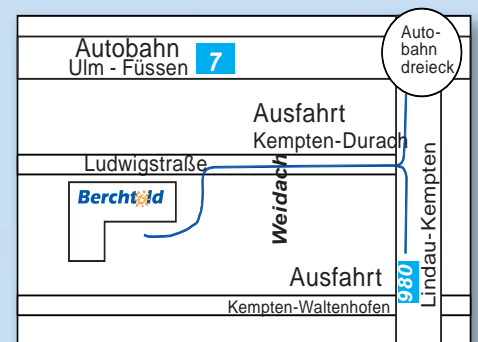 Autobahn
Ulm - Füssen 7
Auto-
bahn
dreieck
Ausfahrt
Kempten-Durach
Ludwigstraße
Berchtold
Weidach
Lindau-Kempten
980
Ausfahrt
Kempten-Waltenhofen